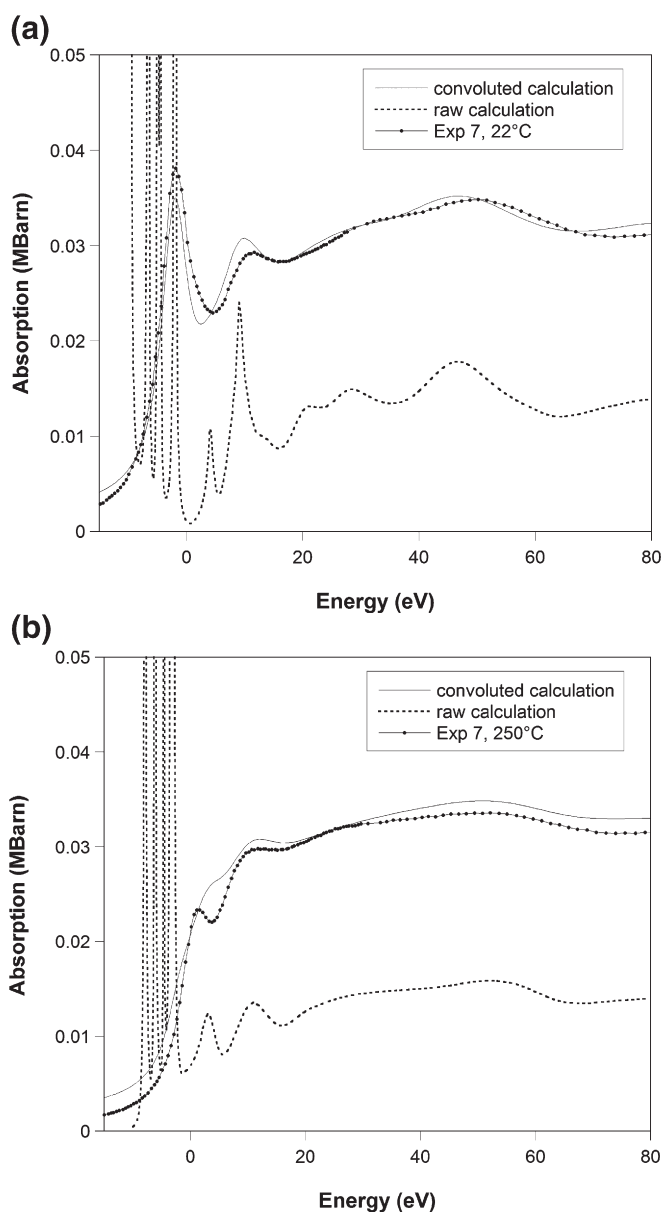 (a)
0.05
0.04
0.03
0.02
0.01
0
Absorption (MBarn)
convoluted calculation
raw calculation
Exp 7, 22°C
0
20
40
60
80
Energy (eV)
(b)
0.05
0.04
0.03
0.02
0.01
0
Absorption (MBarn)
convoluted calculation
raw calculation
Exp 7, 250°C
0
20
40
60
80
Energy (eV)